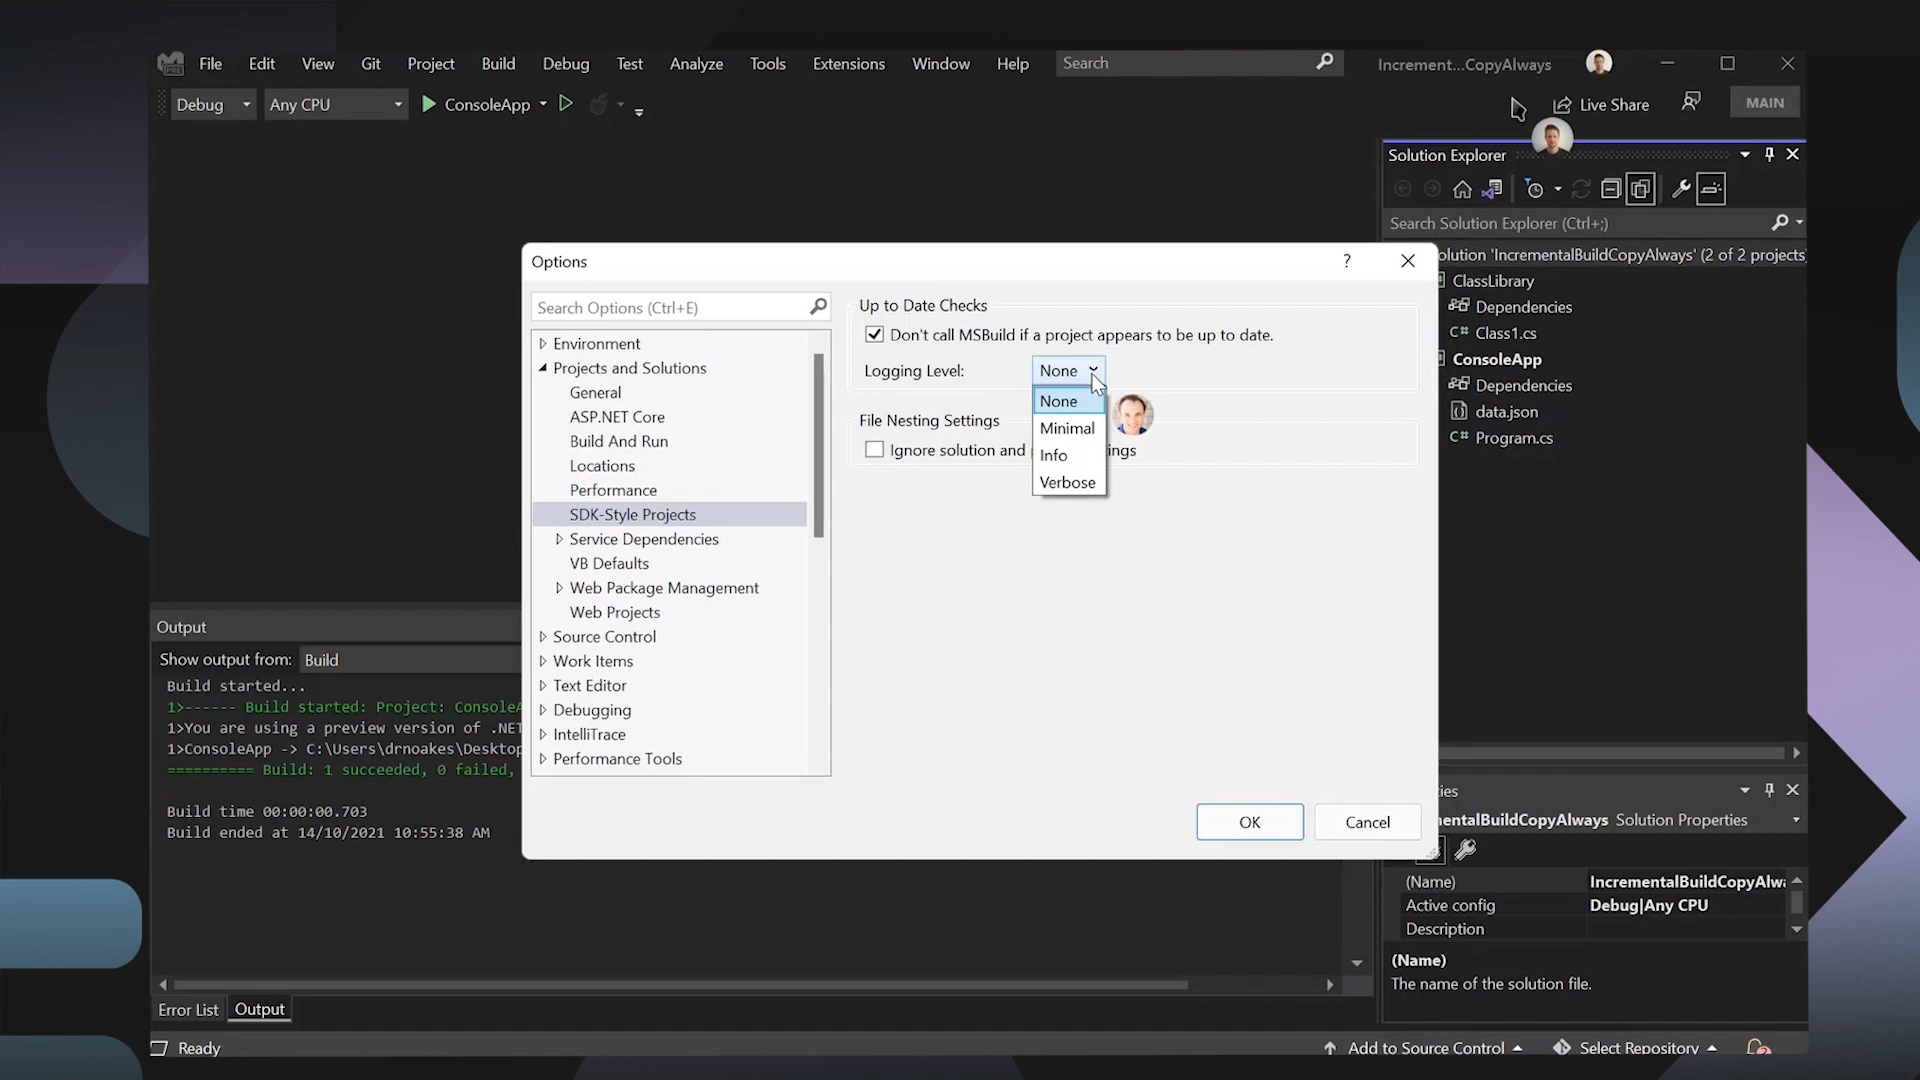 File Edit View Git Project Build Debug Test Analyze Tools Extensions Window Help Search Increment...CopyAlways
Debug Any CPU ConsoleApp Live Share MAIN
Solution Explorer
Search Solution Explorer (Ctrl+;)
olution 'IncrementalBuildCopyAlways' (2 of 2 projects)
ClassLibrary
Dependencies
C# Class1.cs
ConsoleApp
Dependencies
data.json
C# Program.cs
Options ?
Search Options (Ctrl+E)
Environment
Projects and Solutions
General
ASP.NET Core
Build And Run
Locations
Performance
SDK-Style Projects
Service Dependencies
VB Defaults
Web Package Management
Web Projects
Source Control
Work Items
Text Editor
Debugging
IntelliTrace
Performance Tools
Up to Date Checks
Don't call MSBuild if a project appears to be up to date.
Logging Level: None
None
Minimal
Info
Verbose
File Nesting Settings
Ignore solution and ings
OK Cancel
Output
Show output from: Build
Build started...
1>------ Build started: Project: ConsoleA
1>You are using a preview version of .NET
1>ConsoleApp -> C:\Users\drnoakes\Desktop
========== Build: 1 succeeded, 0 failed,
Build time 00:00:00.703
Build ended at 14/10/2021 10:55:38 AM
Error List Output
ties
mentalBuildCopyAlways Solution Properties
(Name) IncrementalBuildCopyAlwa
Active config Debug|Any CPU
Description
(Name)
The name of the solution file.
Ready Add to Source Control Select Repository